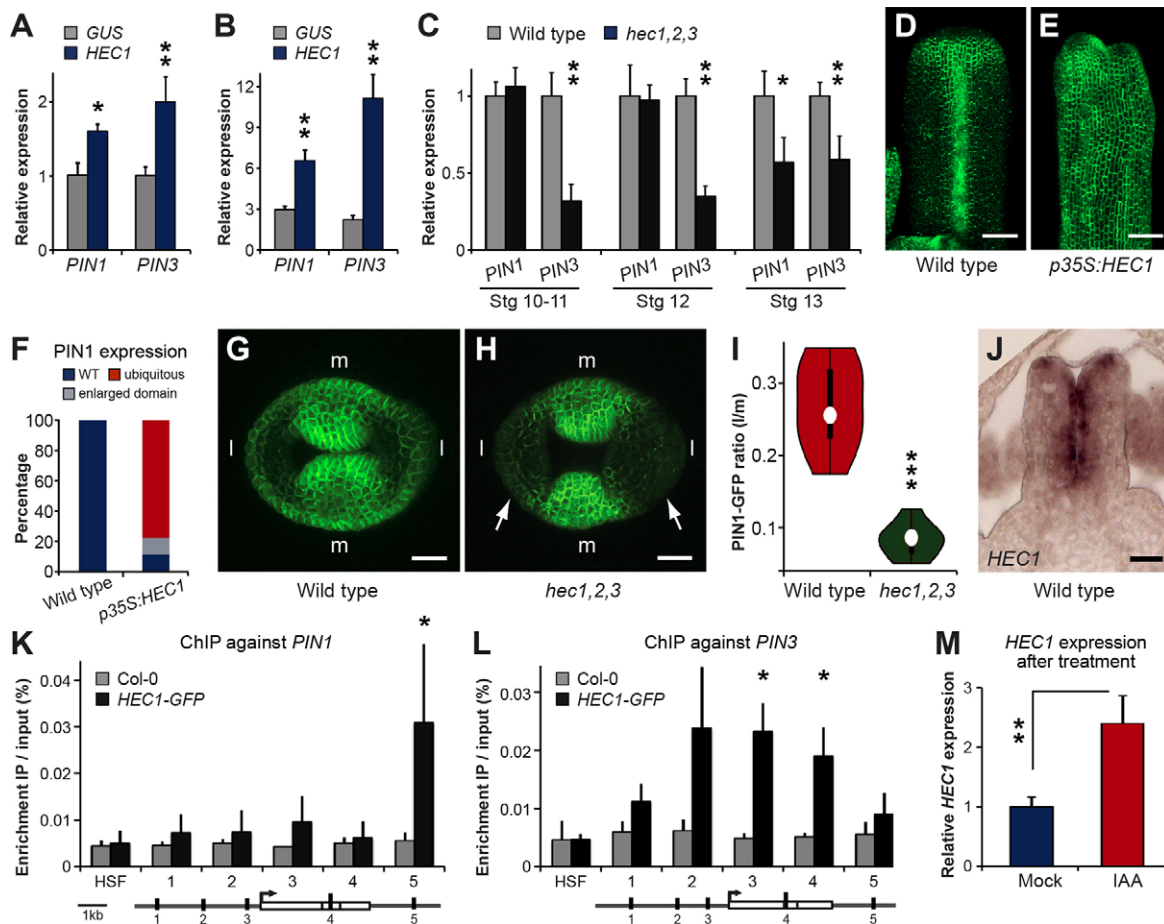 A
GUS
HEC1
Relative expression
2
1
0
*
**
PIN1
PIN3
B
GUS
HEC1
Relative expression
12
9
6
3
0
**
**
PIN1
PIN3
C
Wild type
hec1,2,3
Relative expression
1
0.5
0
**
**
*
**
PIN1
PIN3
PIN1
PIN3
PIN1
PIN3
Stg 10-11
Stg 12
Stg 13
D
Wild type
E
p35S:HEC1
F
PIN1 expression
WT
ubiquitous
enlarged domain
Percentage
100
80
60
40
20
0
Wild type
p35S:HEC1
G
m
l
l
m
Wild type
H
m
l
l
m
hec1,2,3
I
PIN1-GFP ratio (l/m)
0.3
0.2
0.1
***
Wild type
hec1,2,3
J
HEC1
Wild type
K
ChIP against PIN1
Col-0
HEC1-GFP
Enrichment IP / input (%)
0.04
0.03
0.02
0.01
0
*
HSF
1
2
3
4
5
1kb
1
2
3
4
5
L
ChIP against PIN3
Col-0
HEC1-GFP
Enrichment IP / input (%)
0.03
0.02
0.01
0
*
*
HSF
1
2
3
4
5
1
2
3
4
5
M
HEC1 expression
after treatment
Relative HEC1 expression
3
2
1
0
**
Mock
IAA